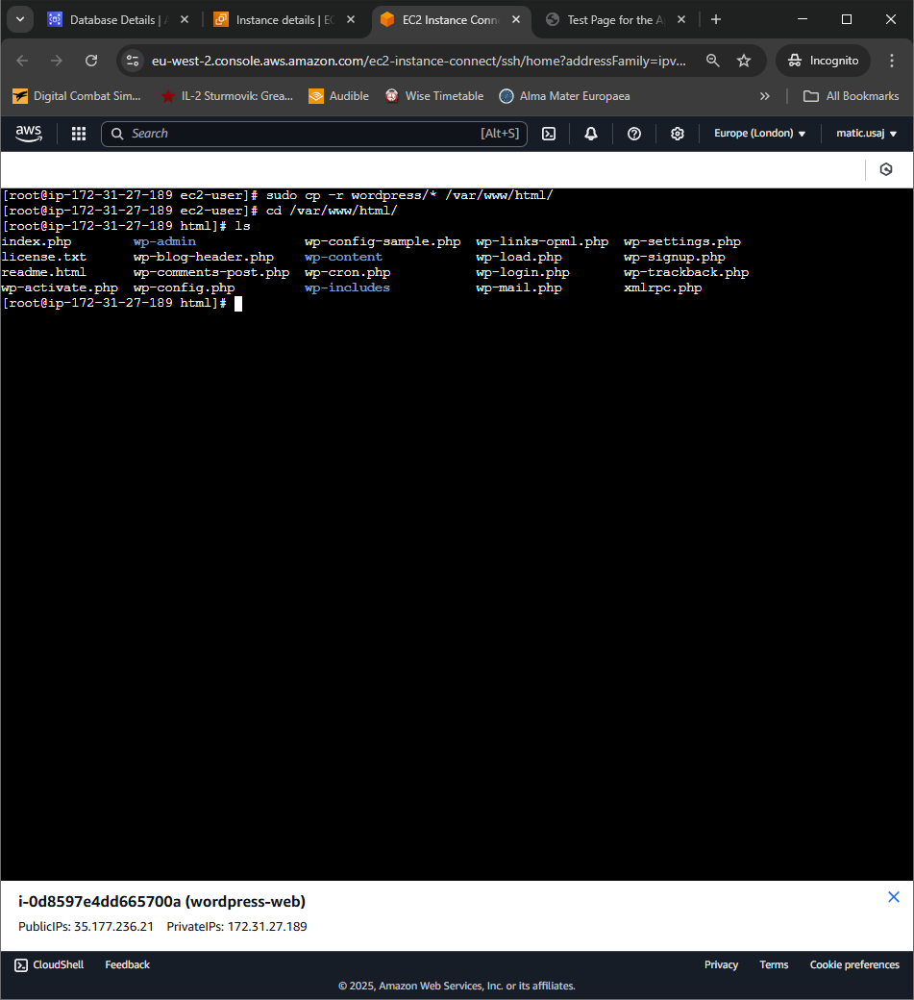 Database Details | A
Instance details | EC
EC2 Instance Conn
Test Page for the Ap
eu-west-2.console.aws.amazon.com/ec2-instance-connect/ssh/home?addressFamily=ipv...
Incognito
Digital Combat Sim...
IL-2 Sturmovik: Grea...
Audible
Wise Timetable
Alma Mater Europaea
All Bookmarks
aws
Search
[Alt+S]
Europe (London)
matic.usaj
[root@ip-172-31-27-189 ec2-user]# sudo cp -r wordpress/* /var/www/html/
[root@ip-172-31-27-189 ec2-user]# cd /var/www/html/
[root@ip-172-31-27-189 html]# ls
index.php wp-admin wp-config-sample.php wp-links-opml.php wp-settings.php
license.txt wp-blog-header.php wp-content wp-load.php wp-signup.php
readme.html wp-comments-post.php wp-cron.php wp-login.php wp-trackback.php
wp-activate.php wp-config.php wp-includes wp-mail.php xmlrpc.php
[root@ip-172-31-27-189 html]#
i-0d8597e4dd665700a (wordpress-web)
PublicIPs: 35.177.236.21 PrivateIPs: 172.31.27.189
CloudShell Feedback Privacy Terms Cookie preferences
© 2025, Amazon Web Services, Inc. or its affiliates.